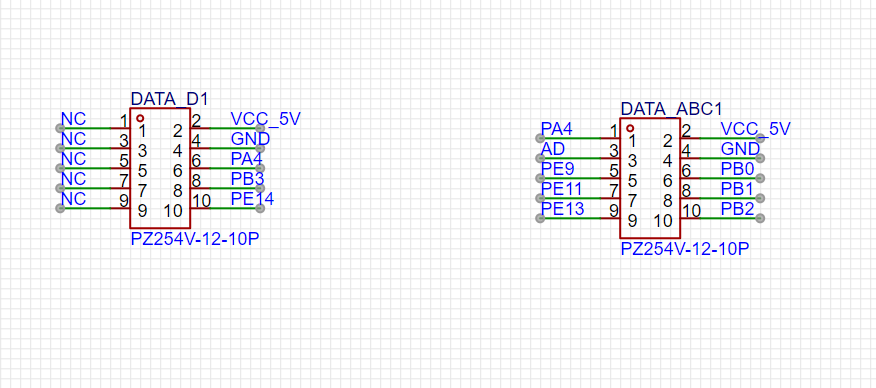 DATA_D1
NC 1 1 2 2 VCC_5V
NC 3 3 4 4 GND
NC 5 5 6 6 PA4
NC 7 7 8 8 PB3
NC 9 9 10 10 PE14
PZ254V-12-10P
DATA_ABC1
PA4 1 1 2 2 VCC_5V
AD 3 3 4 4 GND
PE9 5 5 6 6 PB0
PE11 7 7 8 8 PB1
PE13 9 9 10 10 PB2
PZ254V-12-10P